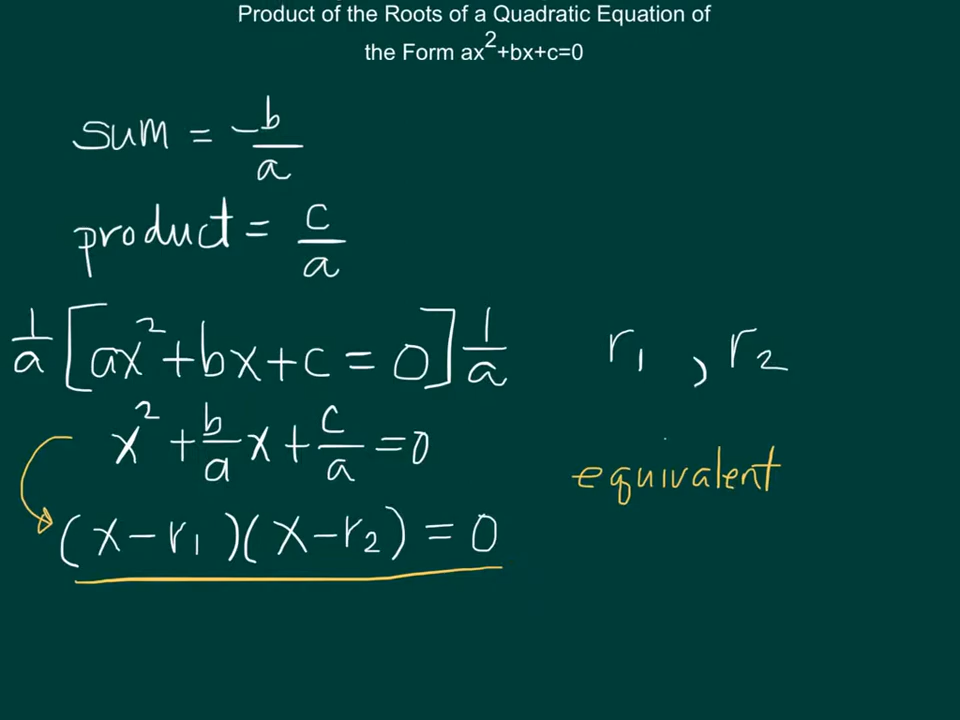 Product of the Roots of a Quadratic Equation of
the Form ax²+bx+c=0
sum = -b/a
product = c/a
1/a [ax²+bx+c = 0] 1/a
r₁ , r₂
x² + b/a x + c/a = 0
equivalent
(x-r₁)(x-r₂) = 0